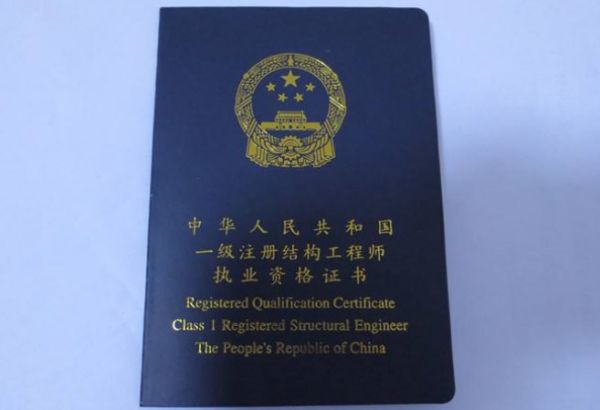 中华人民共和国
一级注册结构工程师
执业资格证书
Registered Qualification Certificate
Class 1 Registered Structural Engineer
The People's Republic of China